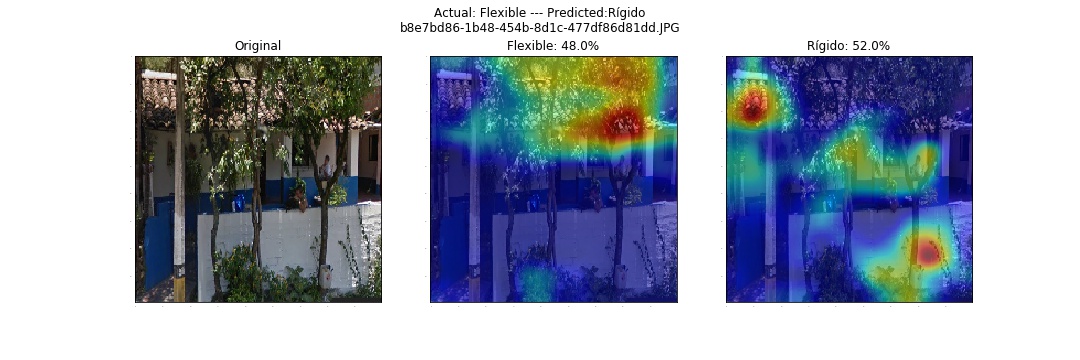 Actual: Flexible --- Predicted:Rígido
b8e7bd86-1b48-454b-8d1c-477df86d81dd.JPG
Original
Flexible: 48.0%
Rígido: 52.0%